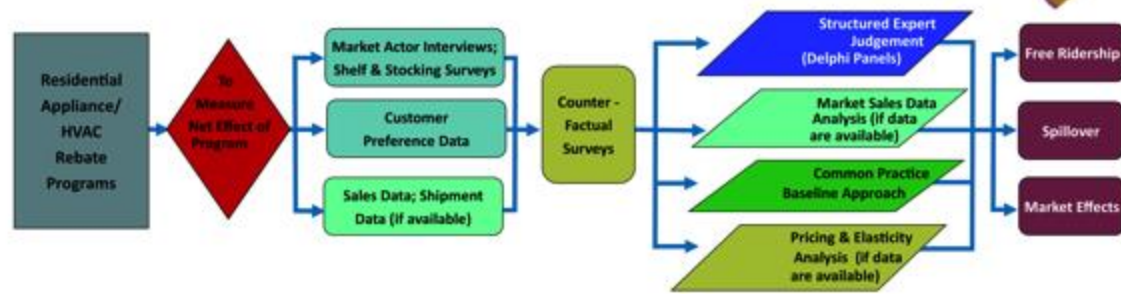 Residential
Appliance/
HVAC
Rebate
Programs
To
Measure
Net Effect of
Program
Market Actor Interviews;
Shelf & Stocking Surveys
Customer
Preference Data
Sales Data; Shipment
Data (if available)
Counter -
Factual
Surveys
Structured Expert
Judgement
(Delphi Panels)
Market Sales Data
Analysis (if data
are available)
Common Practice
Baseline Approach
Pricing & Elasticity
Analysis (if data
are available)
Free Ridership
Spillover
Market Effects